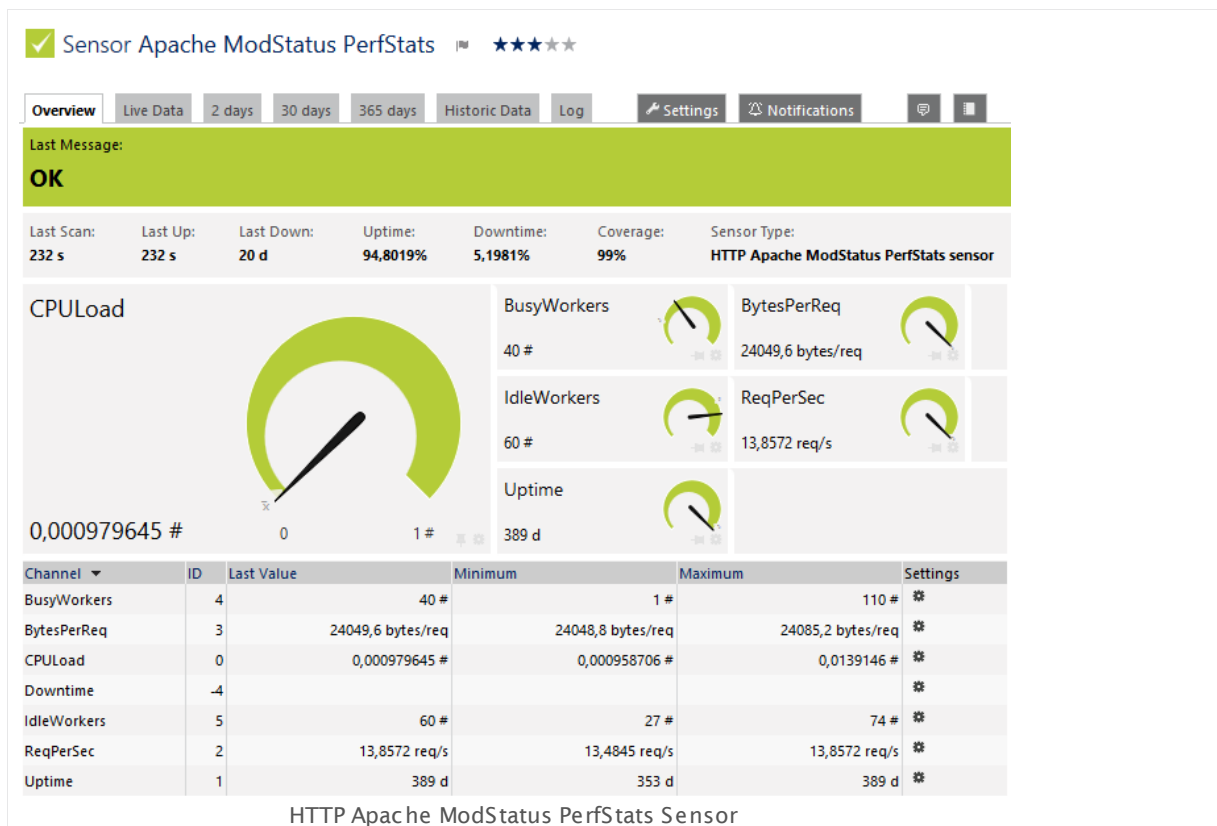 Sensor Apache ModStatus PerfStats
Overview Live Data 2 days 30 days 365 days Historic Data Log Settings Notifications
Last Message:
OK
Last Scan: Last Up: Last Down: Uptime: Downtime: Coverage: Sensor Type:
232 s 232 s 20 d 94,8019% 5,1981% 99% HTTP Apache ModStatus PerfStats sensor
CPULoad
0,000979645 # 0 1 #
BusyWorkers
40 #
BytesPerReq
24049,6 bytes/req
IdleWorkers
60 #
ReqPerSec
13,8572 req/s
Uptime
389 d
Channel ID Last Value Minimum Maximum Settings
BusyWorkers 4 40 # 1 # 110 #
BytesPerReq 3 24049,6 bytes/req 24048,8 bytes/req 24085,2 bytes/req
CPULoad 0 0,000979645 # 0,000958706 # 0,0139146 #
Downtime -4
IdleWorkers 5 60 # 27 # 74 #
ReqPerSec 2 13,8572 req/s 13,4845 req/s 13,8572 req/s
Uptime 1 389 d 353 d 389 d
HTTP Apache ModStatus PerfStats Sensor